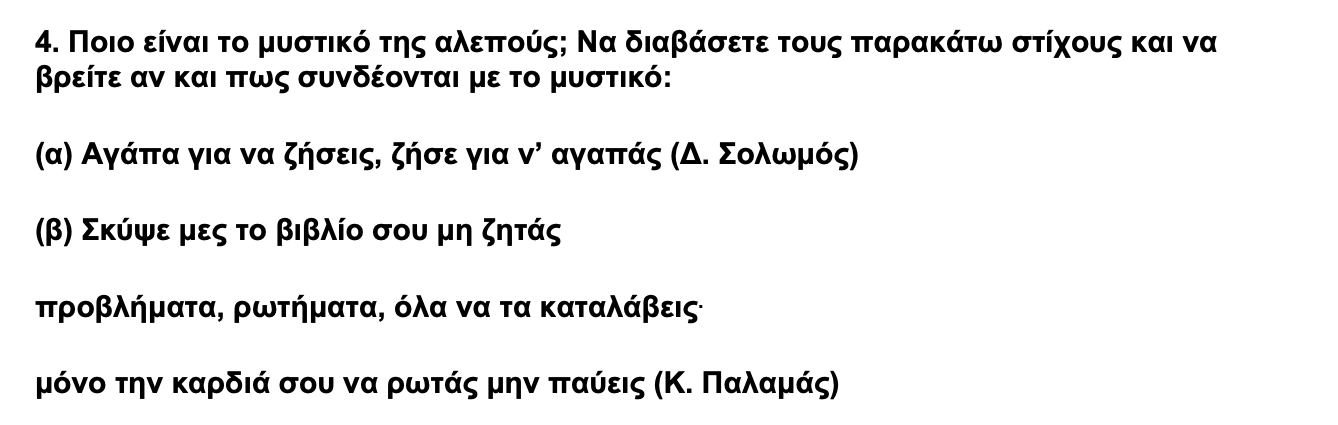 4. Ποιο είναι το μυστικό της αλεπούς; Να διαβάσετε τους παρακάτω στίχους και να
βρείτε αν και πως συνδέονται με το μυστικό:
(α) Αγάπα για να ζήσεις, ζήσε για ν’ αγαπάς (Δ. Σολωμός)
(β) Σκύψε μες το βιβλίο σου μη ζητάς
προβλήματα, ρωτήματα, όλα να τα καταλάβεις·
μόνο την καρδιά σου να ρωτάς μην παύεις (Κ. Παλαμάς)